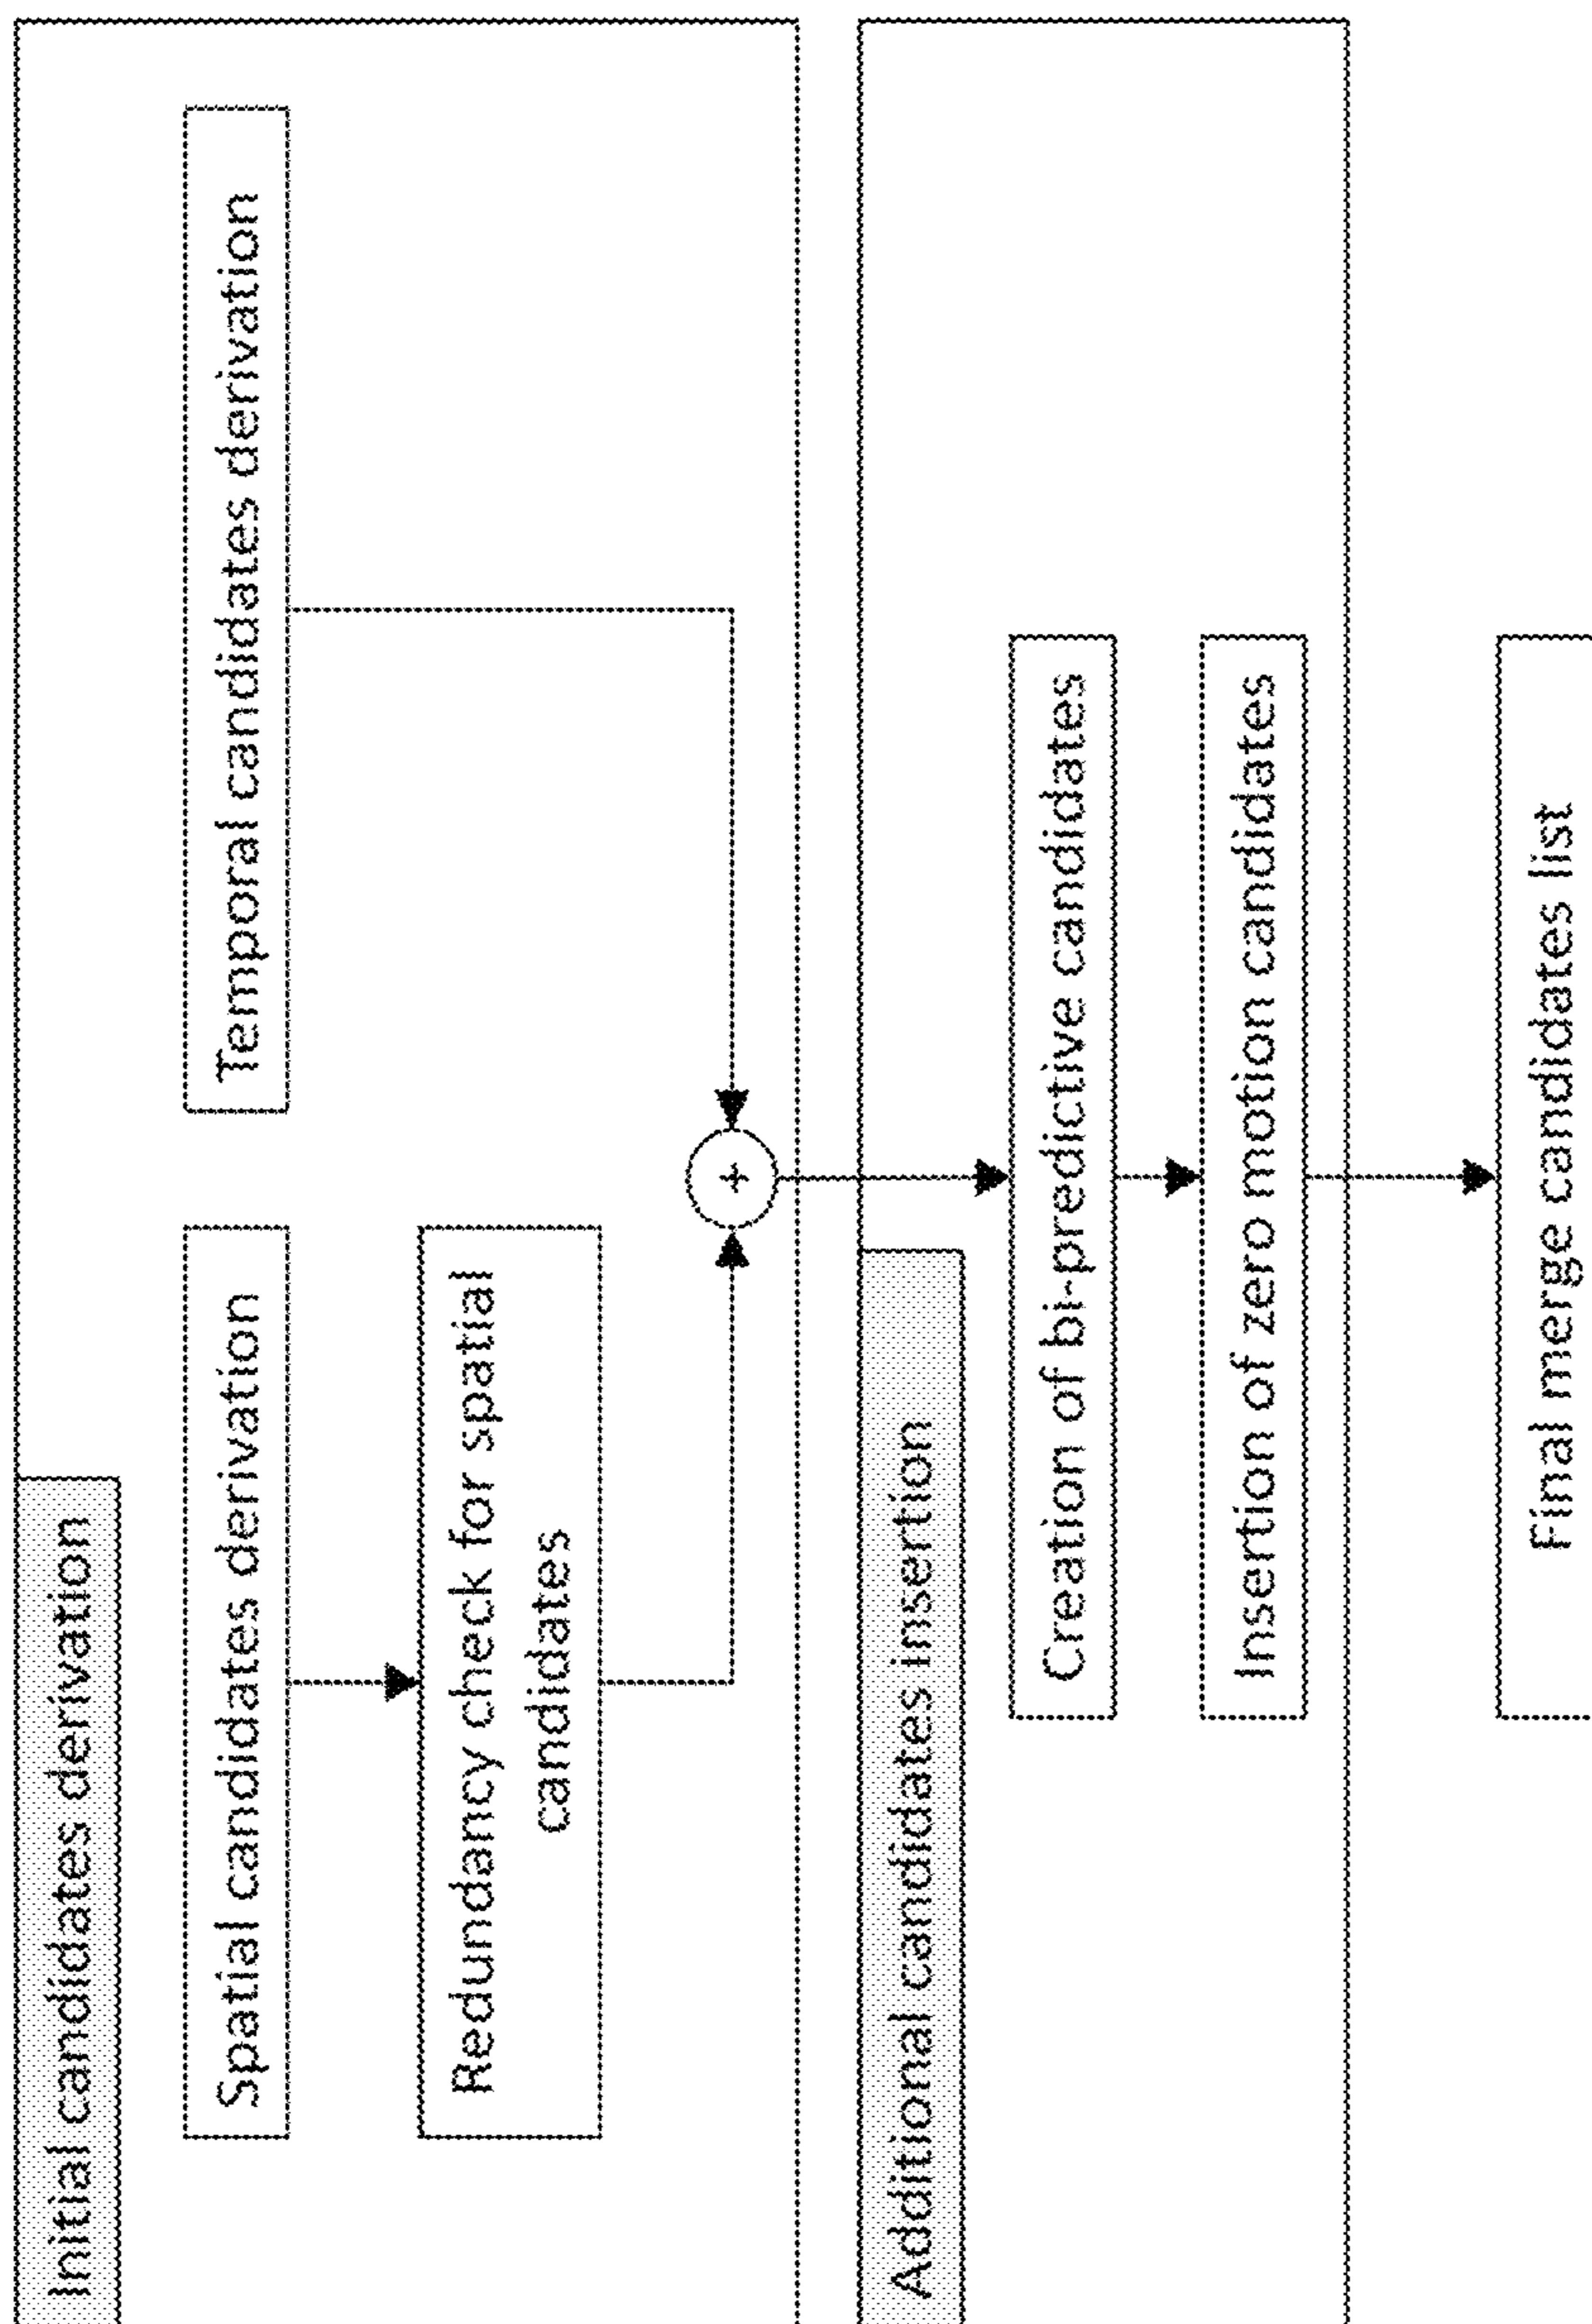 Initial candidates derivation
Spatial candidates derivation
Temporal candidates derivation
Redundancy check for spatial
candidates
+
Additional candidates insertion
Creation of bi-predictive candidates
Insertion of zero motion candidates
Final merge candidates list